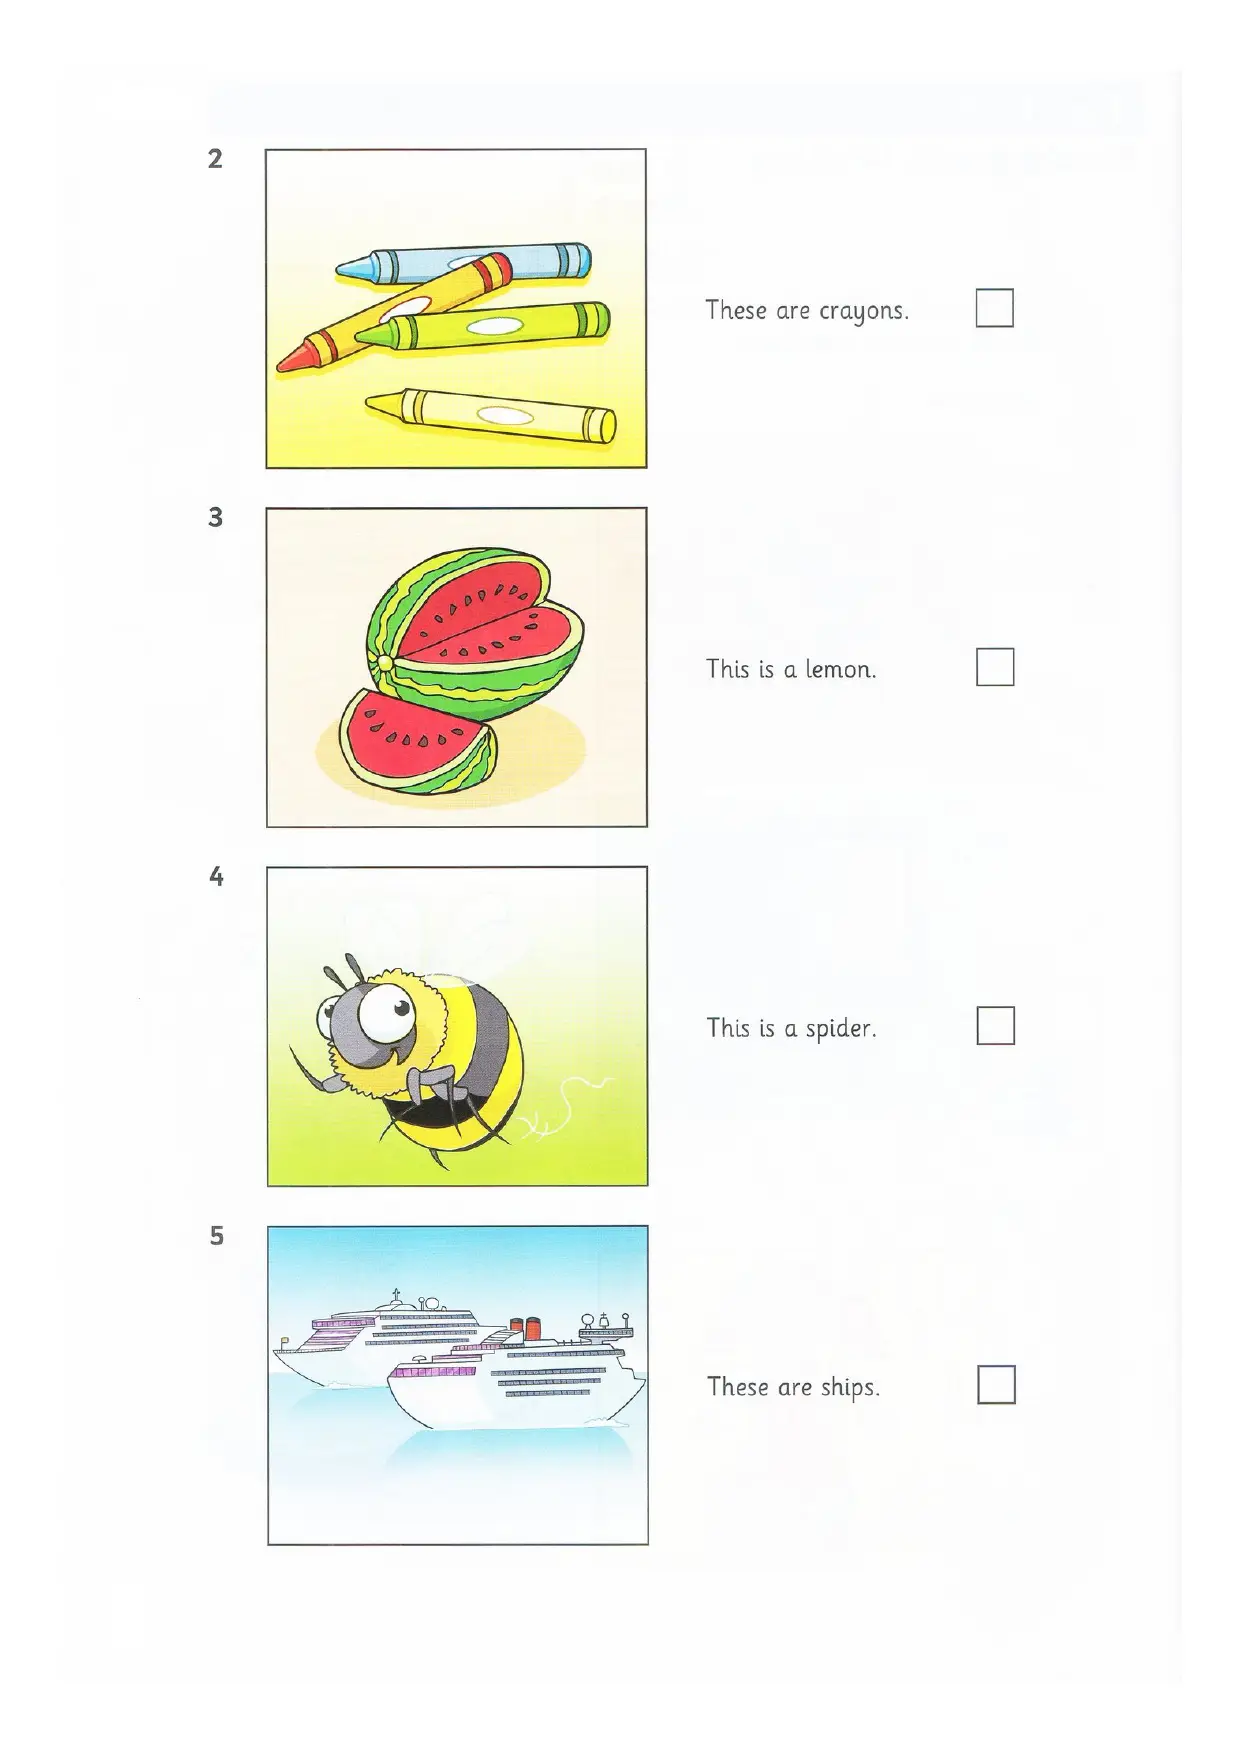 2
These are crayons.
3
This is a lemon.
4
This is a spider.
5
These are ships.